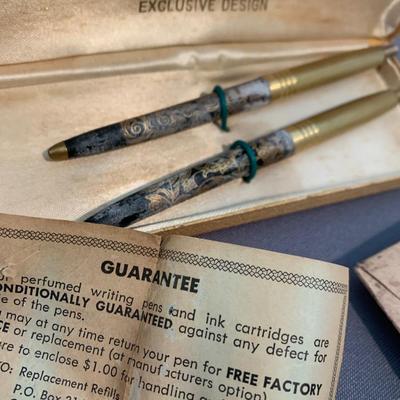 EXCLUSIVE DESIGN
GUARANTEE
perfumed writing pens and ink cartridges are
CONDITIONALLY GUARANTEED, against any defect for
of the pens.
may at any time return your pen for FREE FACTORY
or replacement (at manufacturers option).
to enclose $1.00 for handling
TO: Replacement Refills
P.O. Box